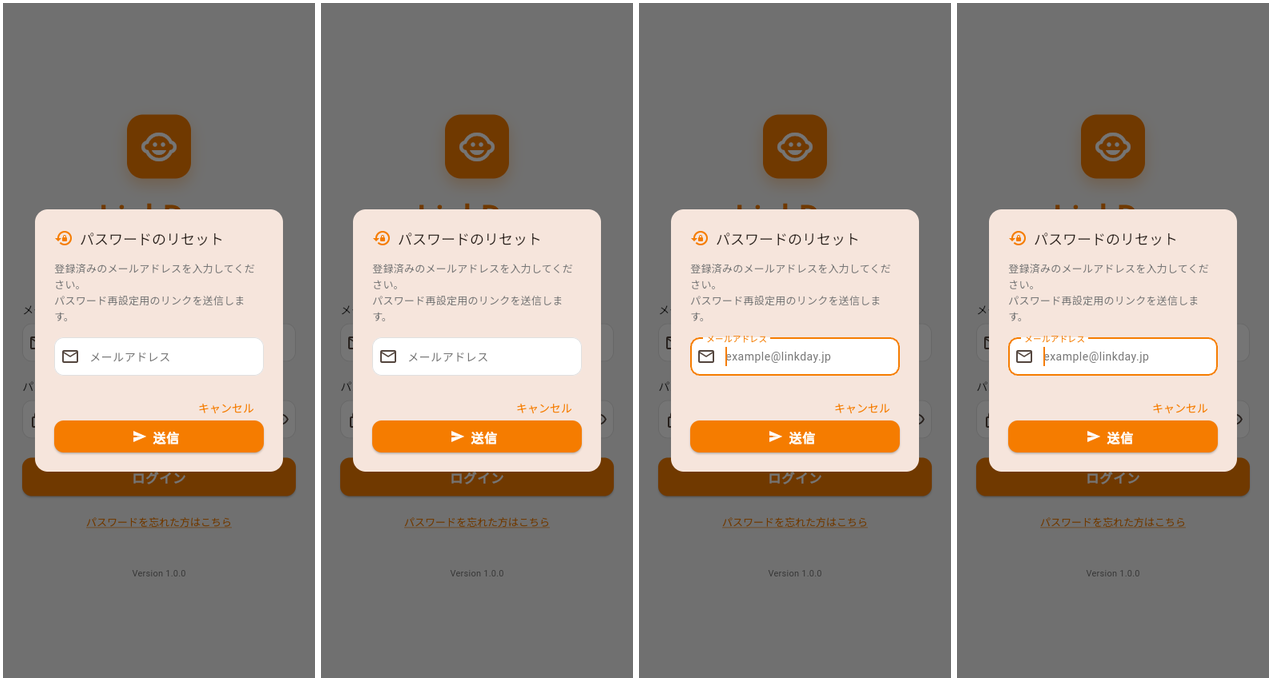 パスワードのリセット
登録済みのメールアドレスを入力してくだ
さい。
パスワード再設定用のリンクを送信しま
す。
メールアドレス
キャンセル
送信
ログイン
パスワードを忘れた方はこちら
Version 1.0.0
パスワードのリセット
登録済みのメールアドレスを入力してくだ
さい。
パスワード再設定用のリンクを送信しま
す。
メールアドレス
キャンセル
送信
ログイン
パスワードを忘れた方はこちら
Version 1.0.0
パスワードのリセット
登録済みのメールアドレスを入力してくだ
さい。
パスワード再設定用のリンクを送信しま
す。
メールアドレス
example@linkday.jp
キャンセル
送信
ログイン
パスワードを忘れた方はこちら
Version 1.0.0
パスワードのリセット
登録済みのメールアドレスを入力してくだ
さい。
パスワード再設定用のリンクを送信しま
す。
メールアドレス
example@linkday.jp
キャンセル
送信
ログイン
パスワードを忘れた方はこちら
Version 1.0.0